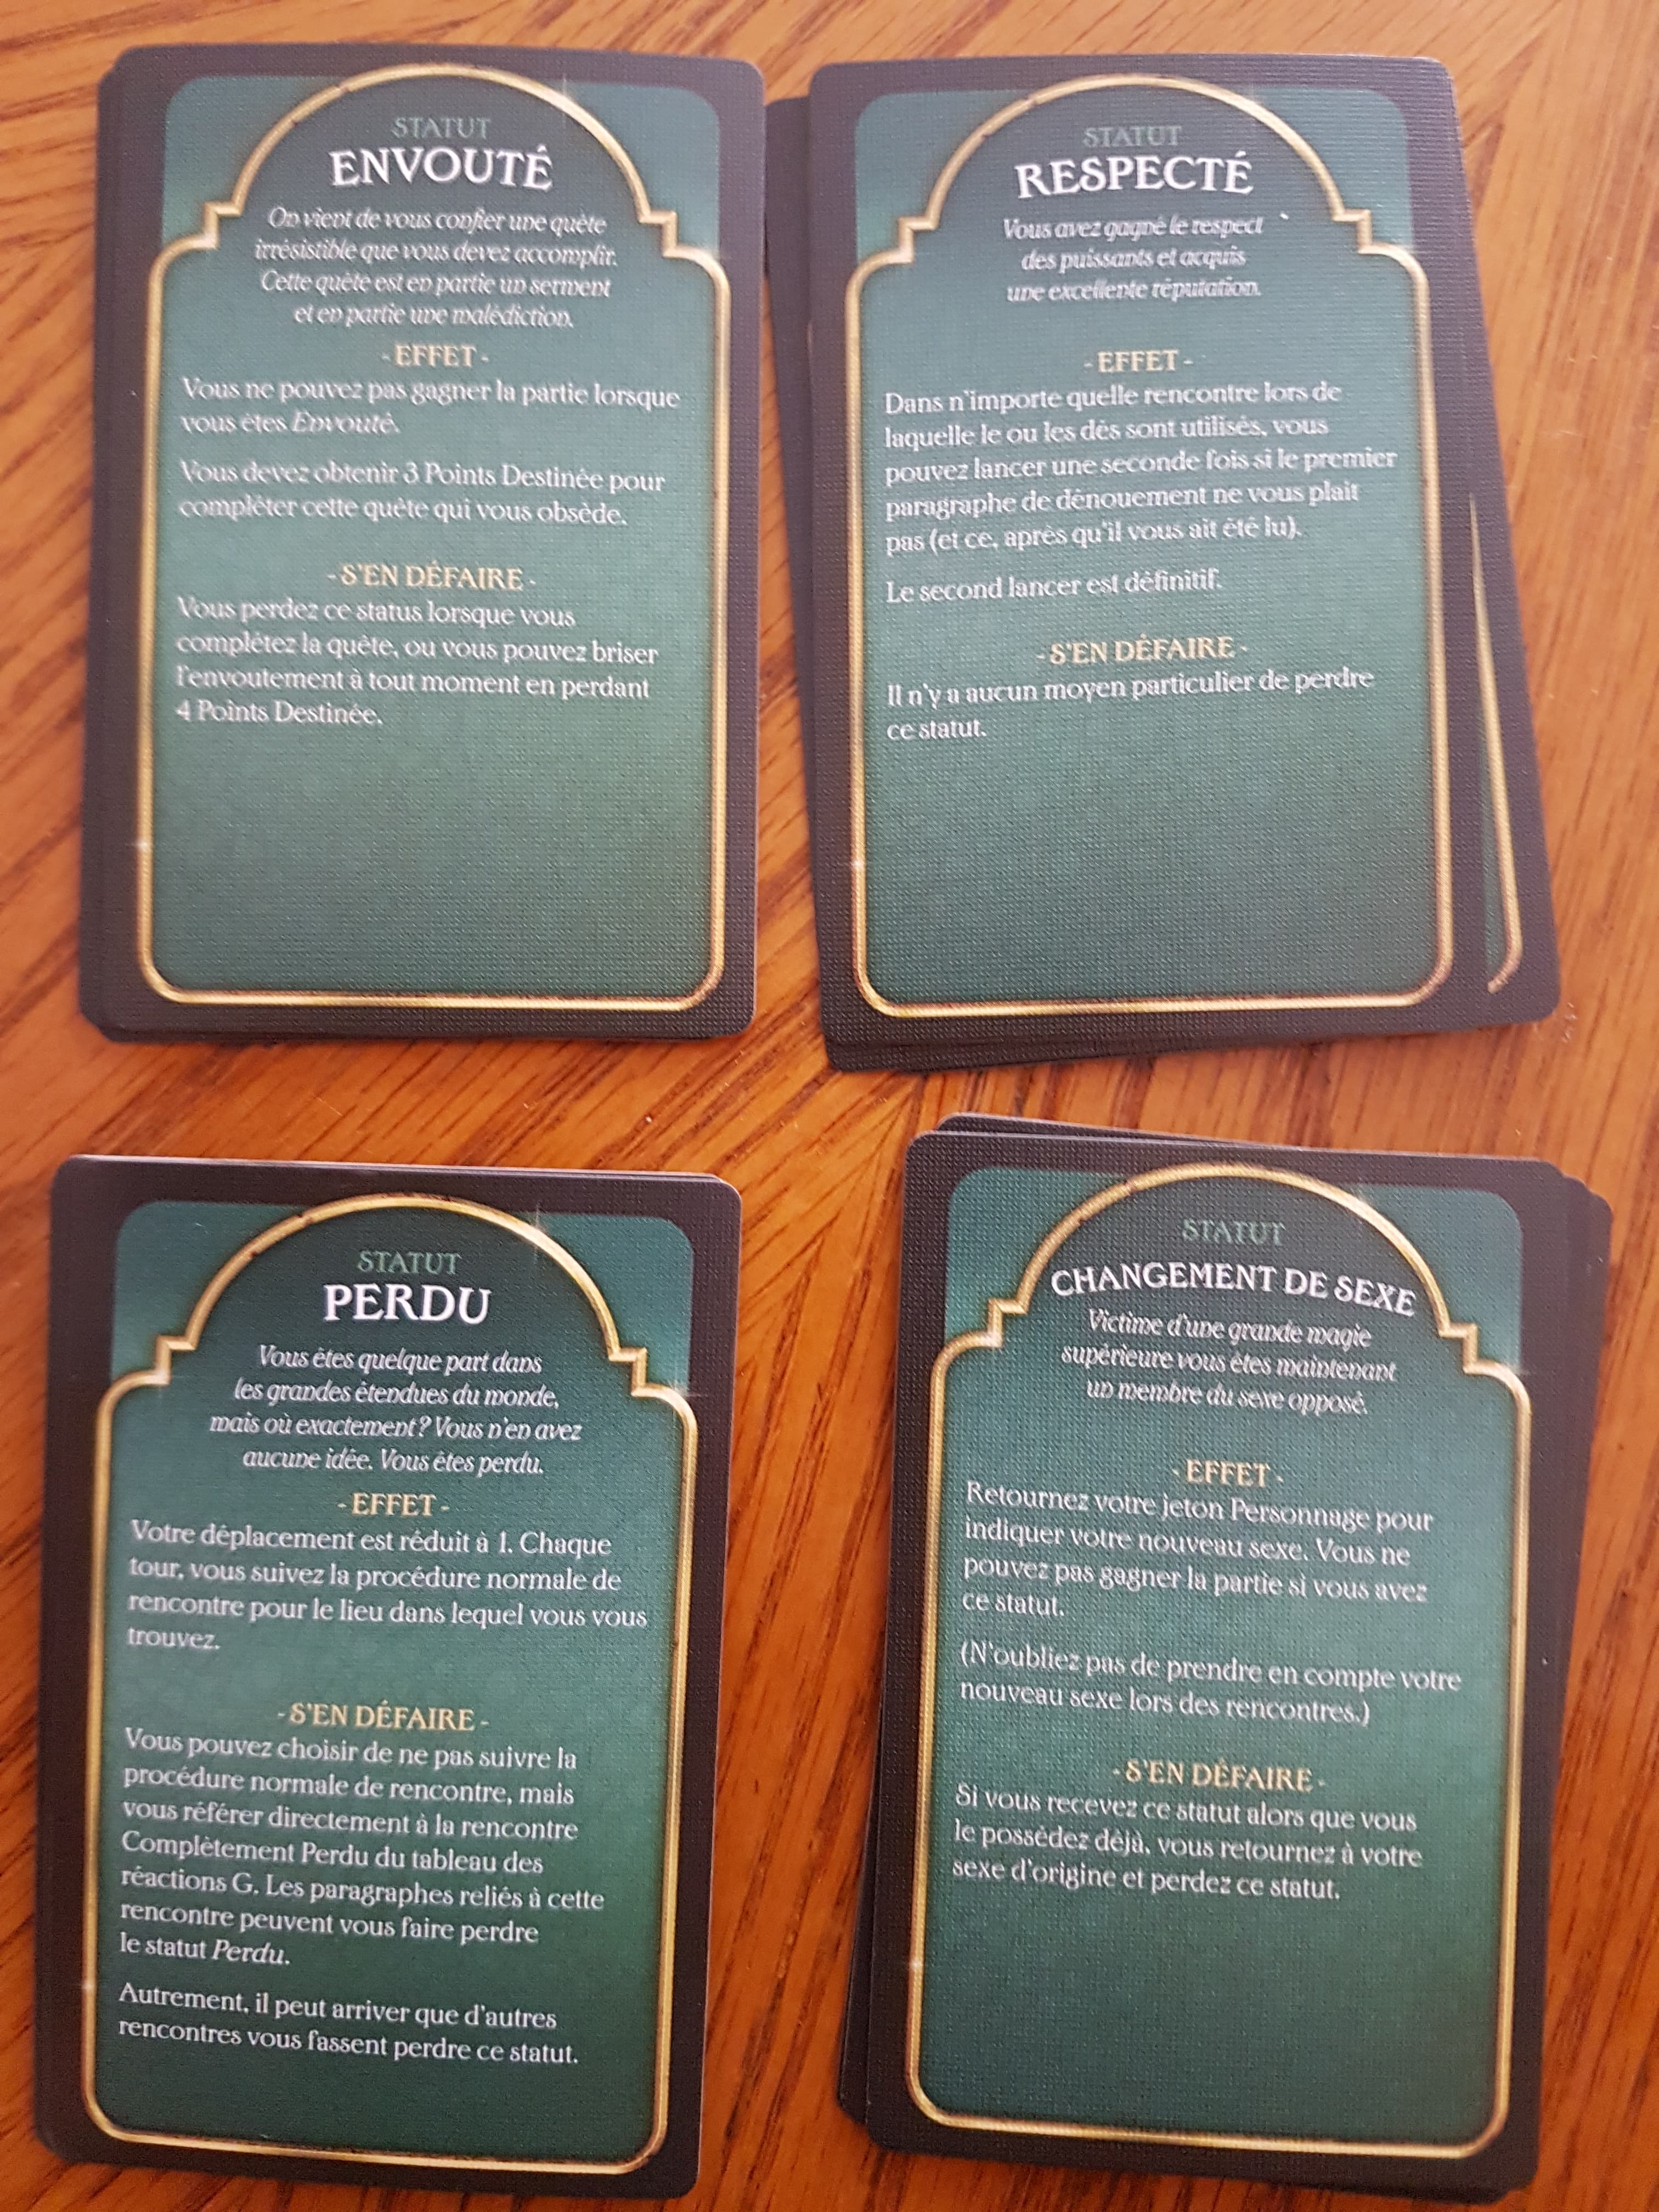 STATUT
ENVOUTÉ
On vient de vous confier une quête
irrésistible que vous devez accomplir.
Cette quête est en partie un serment
et en partie une malédiction.
- EFFET -
Vous ne pouvez pas gagner la partie lorsque
vous êtes Envouté.
Vous devez obtenir 3 Points Destinée pour
compléter cette quête qui vous obsède.
- S'EN DÉFAIRE -
Vous perdez ce status lorsque vous
complétez la quête, ou vous pouvez briser
l'envoutement à tout moment en perdant
4 Points Destinée.
STATUT
RESPECTÉ
Vous avez gagné le respect
des puissants et acquis
une excellente réputation.
- EFFET -
Dans n'importe quelle rencontre lors de
laquelle le ou les dés sont utilisés, vous
pouvez lancer une seconde fois si le premier
paragraphe de dénouement ne vous plait
pas (et ce, après qu'il vous ait été lu).
Le second lancer est définitif.
- S'EN DÉFAIRE -
Il n'y a aucun moyen particulier de perdre
ce statut.
STATUT
PERDU
Vous êtes quelque part dans
les grandes étendues du monde,
mais où exactement? Vous n'en avez
aucune idée. Vous êtes perdu.
- EFFET -
Votre déplacement est réduit à 1. Chaque
tour, vous suivez la procédure normale de
rencontre pour le lieu dans lequel vous vous
trouvez.
- S'EN DÉFAIRE -
Vous pouvez choisir de ne pas suivre la
procédure normale de rencontre, mais
vous référer directement à la rencontre
Complètement Perdu du tableau des
réactions G. Les paragraphes reliés à cette
rencontre peuvent vous faire perdre
le statut Perdu.
Autrement, il peut arriver que d'autres
rencontres vous fassent perdre ce statut.
STATUT
CHANGEMENT DE SEXE
Victime d'une grande magie
supérieure vous êtes maintenant
un membre du sexe opposé.
- EFFET -
Retournez votre jeton Personnage pour
indiquer votre nouveau sexe. Vous ne
pouvez pas gagner la partie si vous avez
ce statut.
(N'oubliez pas de prendre en compte votre
nouveau sexe lors des rencontres.)
- S'EN DÉFAIRE -
Si vous recevez ce statut alors que vous
le possédez déjà, vous retournez à votre
sexe d'origine et perdez ce statut.